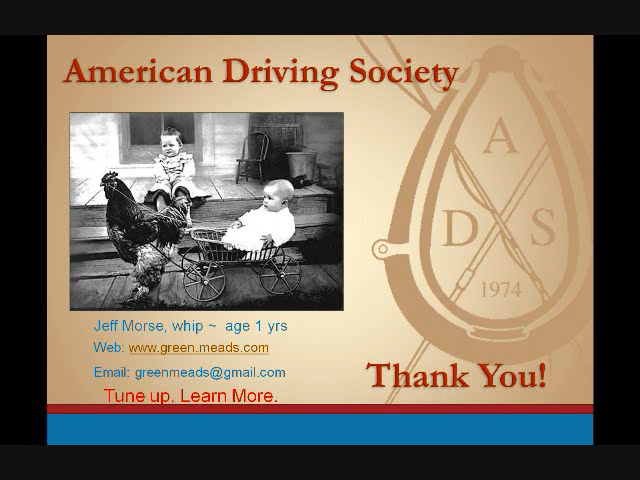 American Driving Society
A
D S
1974
Jeff Morse, whip ~ age 1 yrs
Web: www.green.meads.com
Email: greenmeads@gmail.com
Tune up. Learn More.
Thank You!